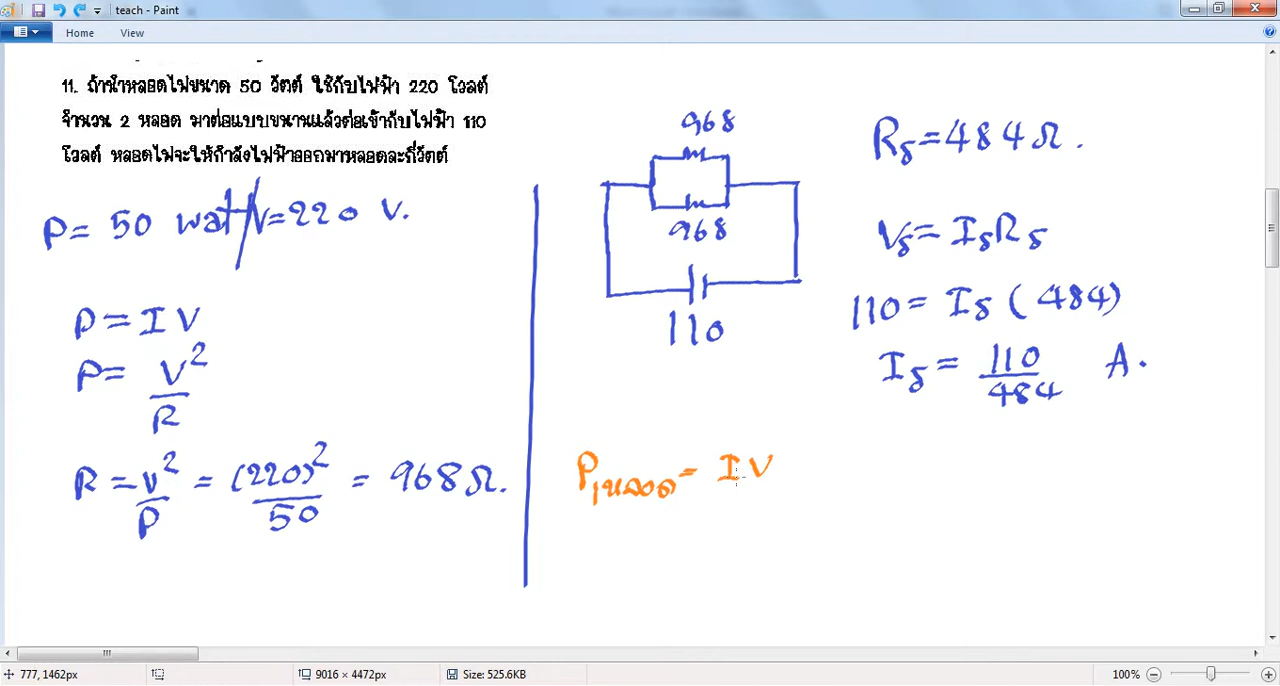 teach - Paint
Home View
11. ถ้านำหลอดไฟขนาด 50 วัตต์ ใช้กับไฟฟ้า 220 โวลต์
จำนวน 2 หลอด มาต่อแบบขนานแล้วต่อเข้ากับไฟฟ้า 110
โวลต์ หลอดไฟจะให้กำลังไฟฟ้าออกมาหลอดละกี่วัตต์
P= 50 watt/V=220 V.
P = IV
P= V²/R
R = V²/P = (220)²/50 = 968 Ω.
968
968
110
Rठ=484 Ω.
Vठ= IठRठ
110= Iठ ( 484)
Iठ = 110/484 A.
P1หลอด = IV
777, 1462px
9016 × 4472px
Size: 525.6KB
100%